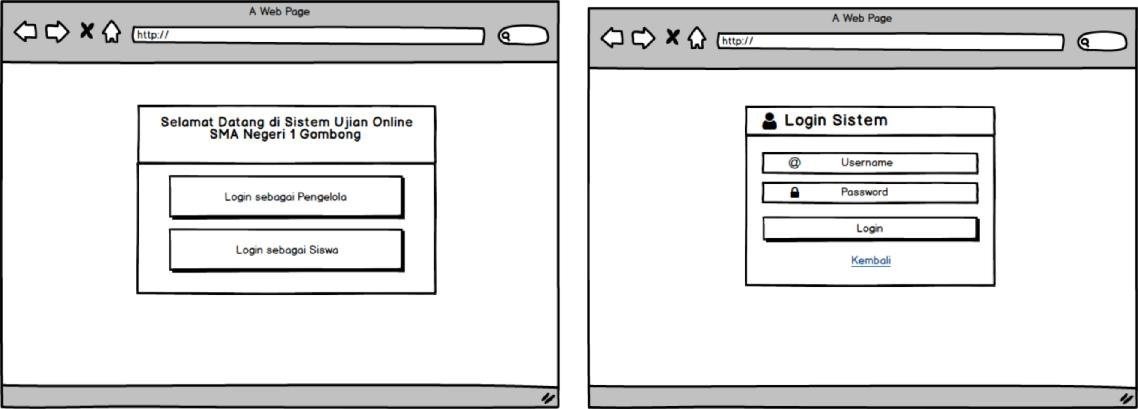 A Web Page
http://
Selamat Datang di Sistem Ujian Online
SMA Negeri 1 Gombong
Login sebagai Pengelola
Login sebagai Siswa
A Web Page
http://
Login Sistem
@ Username
Password
Login
Kembali